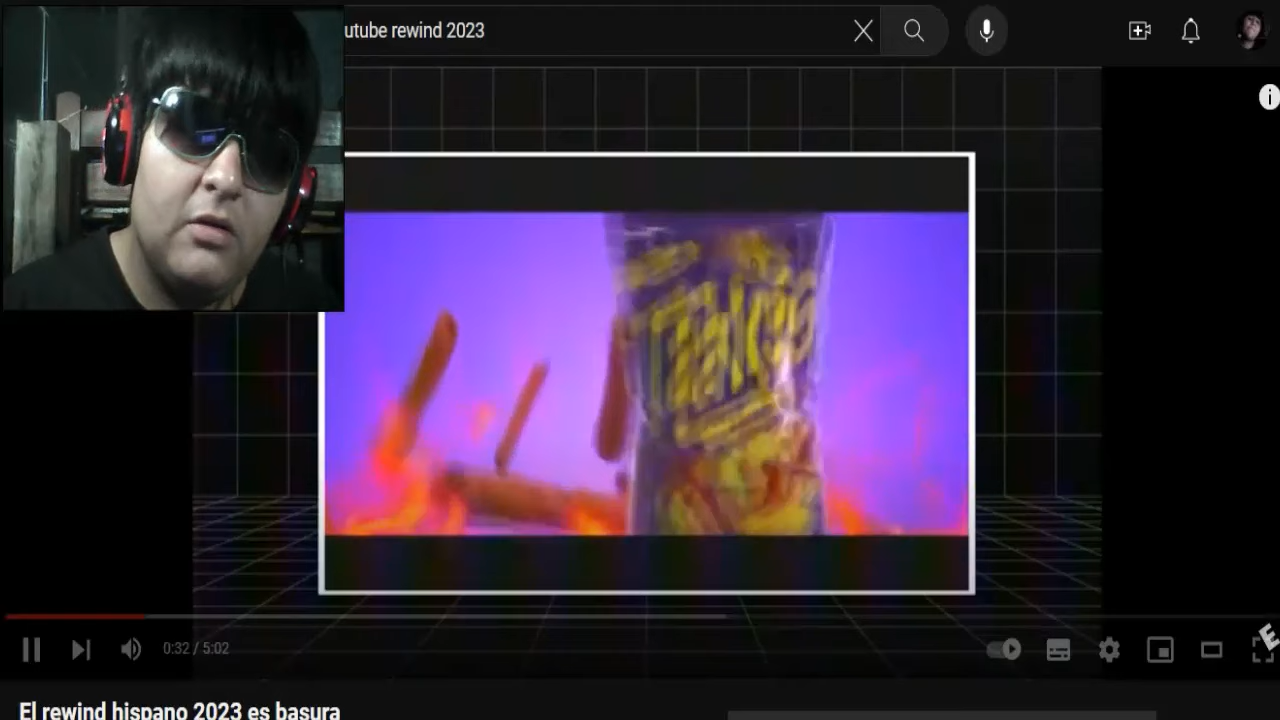 utube rewind 2023
Takis
0:32 / 5:02
E
El rewind hispano 2023 es basura